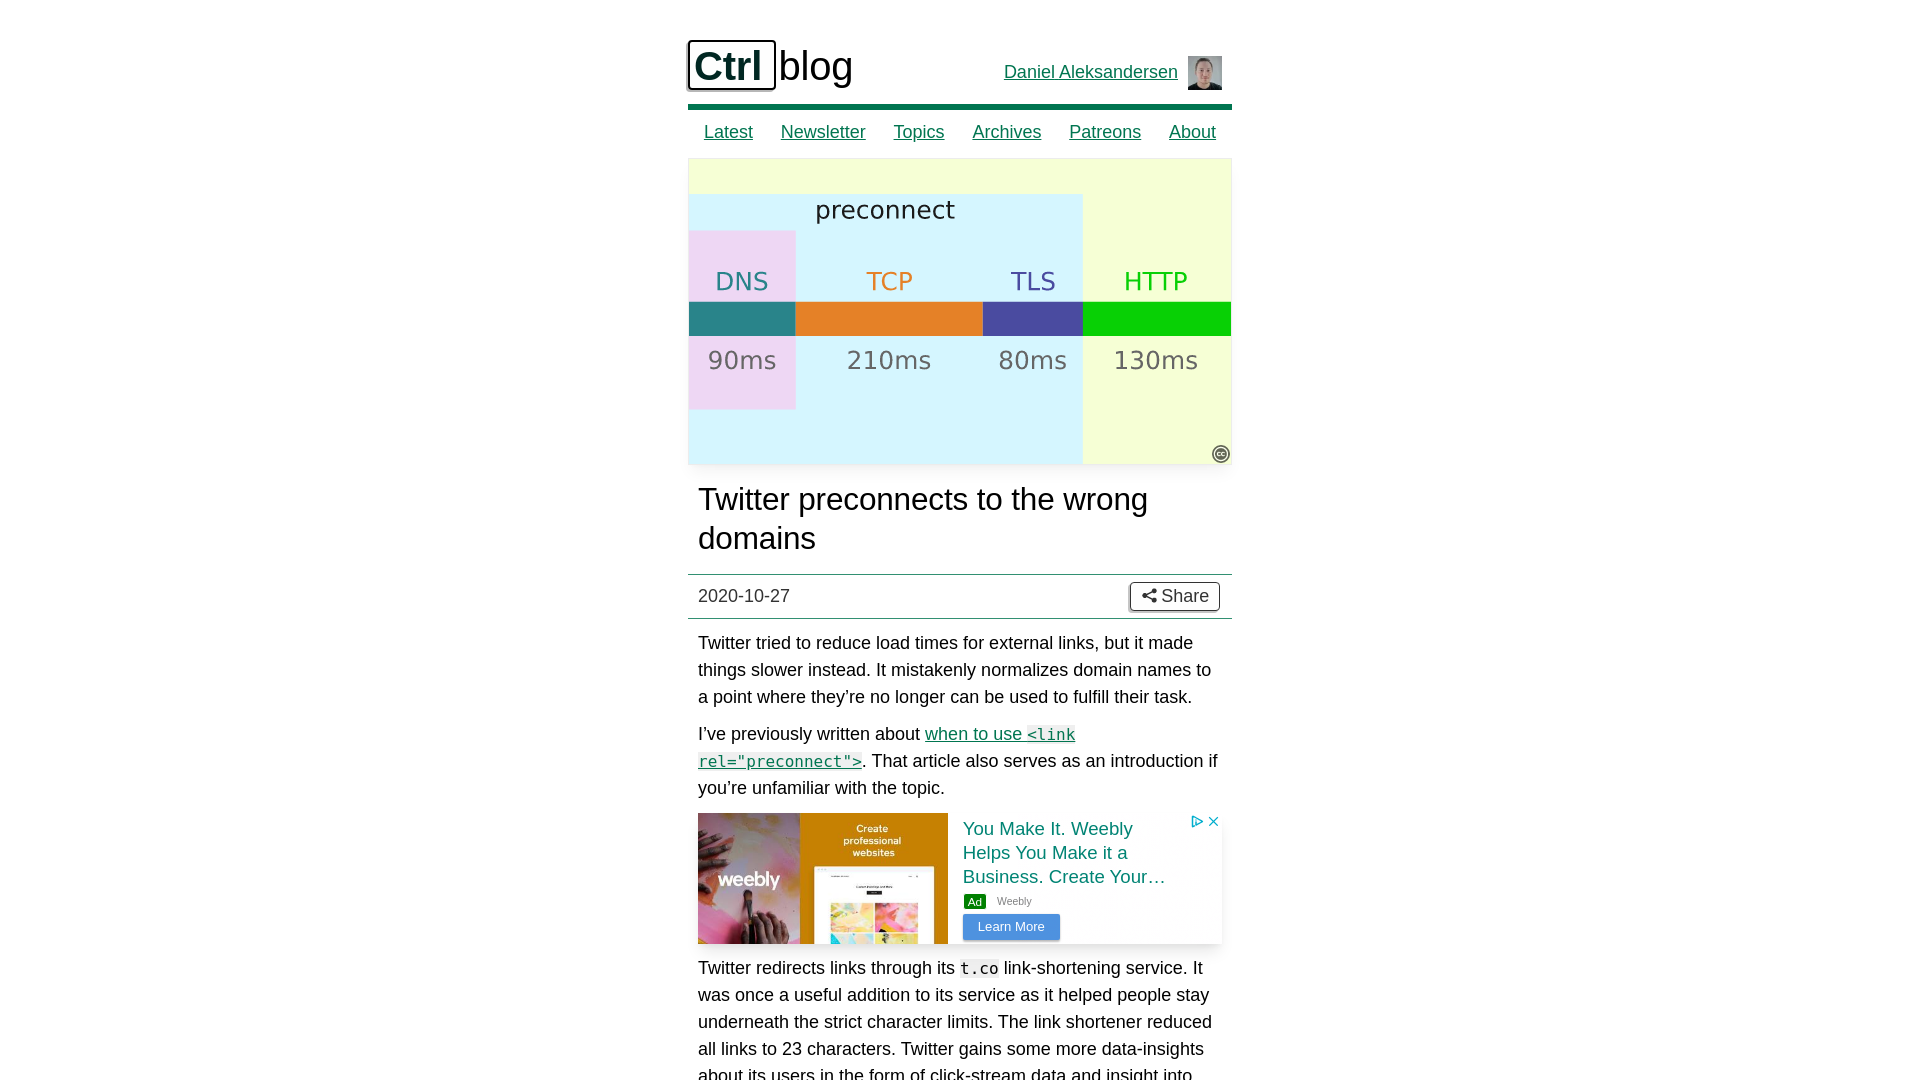 Ctrl blog
Daniel Aleksandersen
Latest Newsletter Topics Archives Patreons About
preconnect
DNS TCP TLS HTTP
90ms 210ms 80ms 130ms
Twitter preconnects to the wrong
domains
2020-10-27
Share
Twitter tried to reduce load times for external links, but it made
things slower instead. It mistakenly normalizes domain names to
a point where they’re no longer can be used to fulfill their task.
I’ve previously written about when to use <link
rel="preconnect">. That article also serves as an introduction if
you’re unfamiliar with the topic.
weebly
Create
professional
websites
You Make It. Weebly
Helps You Make it a
Business. Create Your…
Ad Weebly
Learn More
Twitter redirects links through its t.co link-shortening service. It
was once a useful addition to its service as it helped people stay
underneath the strict character limits. The link shortener reduced
all links to 23 characters. Twitter gains some more data-insights
about its users in the form of click-stream data and insight into